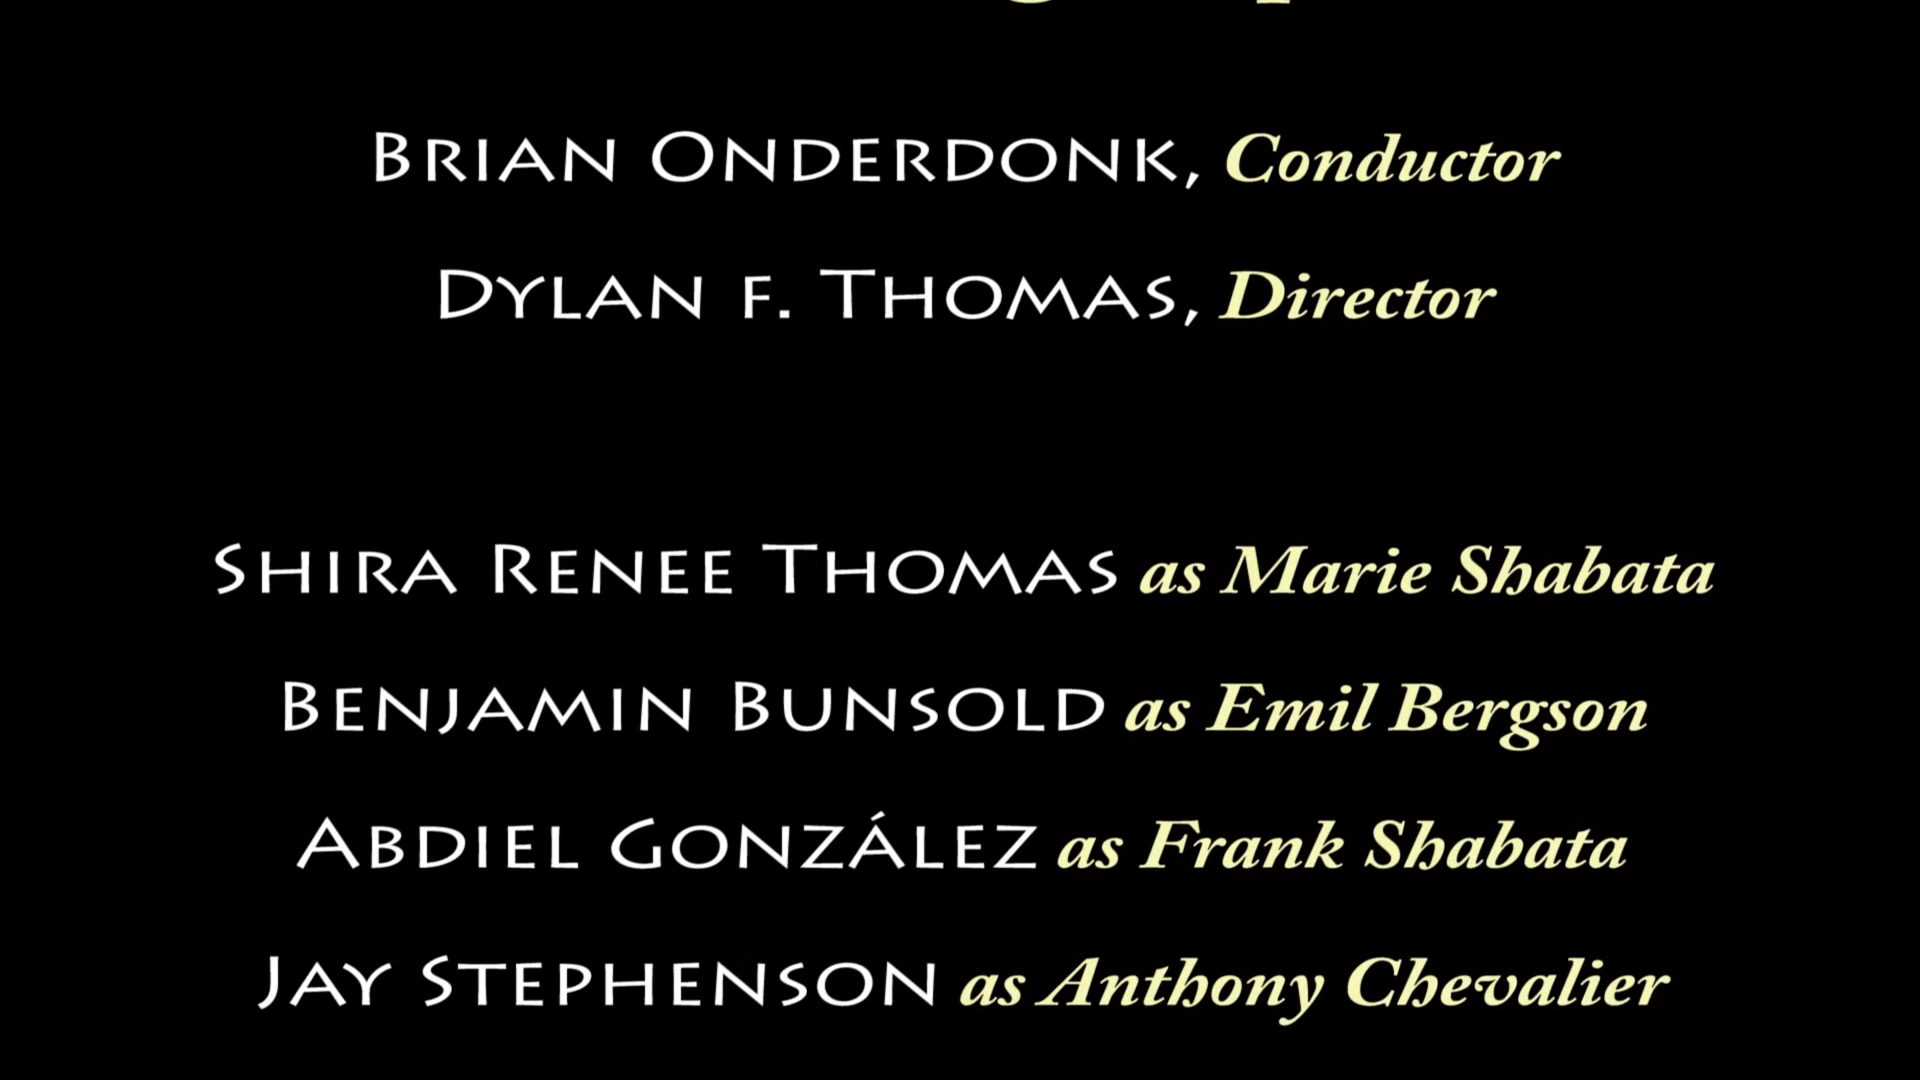 Brian Onderdonk, Conductor
Dylan F. Thomas, Director
Shira Renee Thomas as Marie Shabata
Benjamin Bunsold as Emil Bergson
Abdiel González as Frank Shabata
Jay Stephenson as Anthony Chevalier